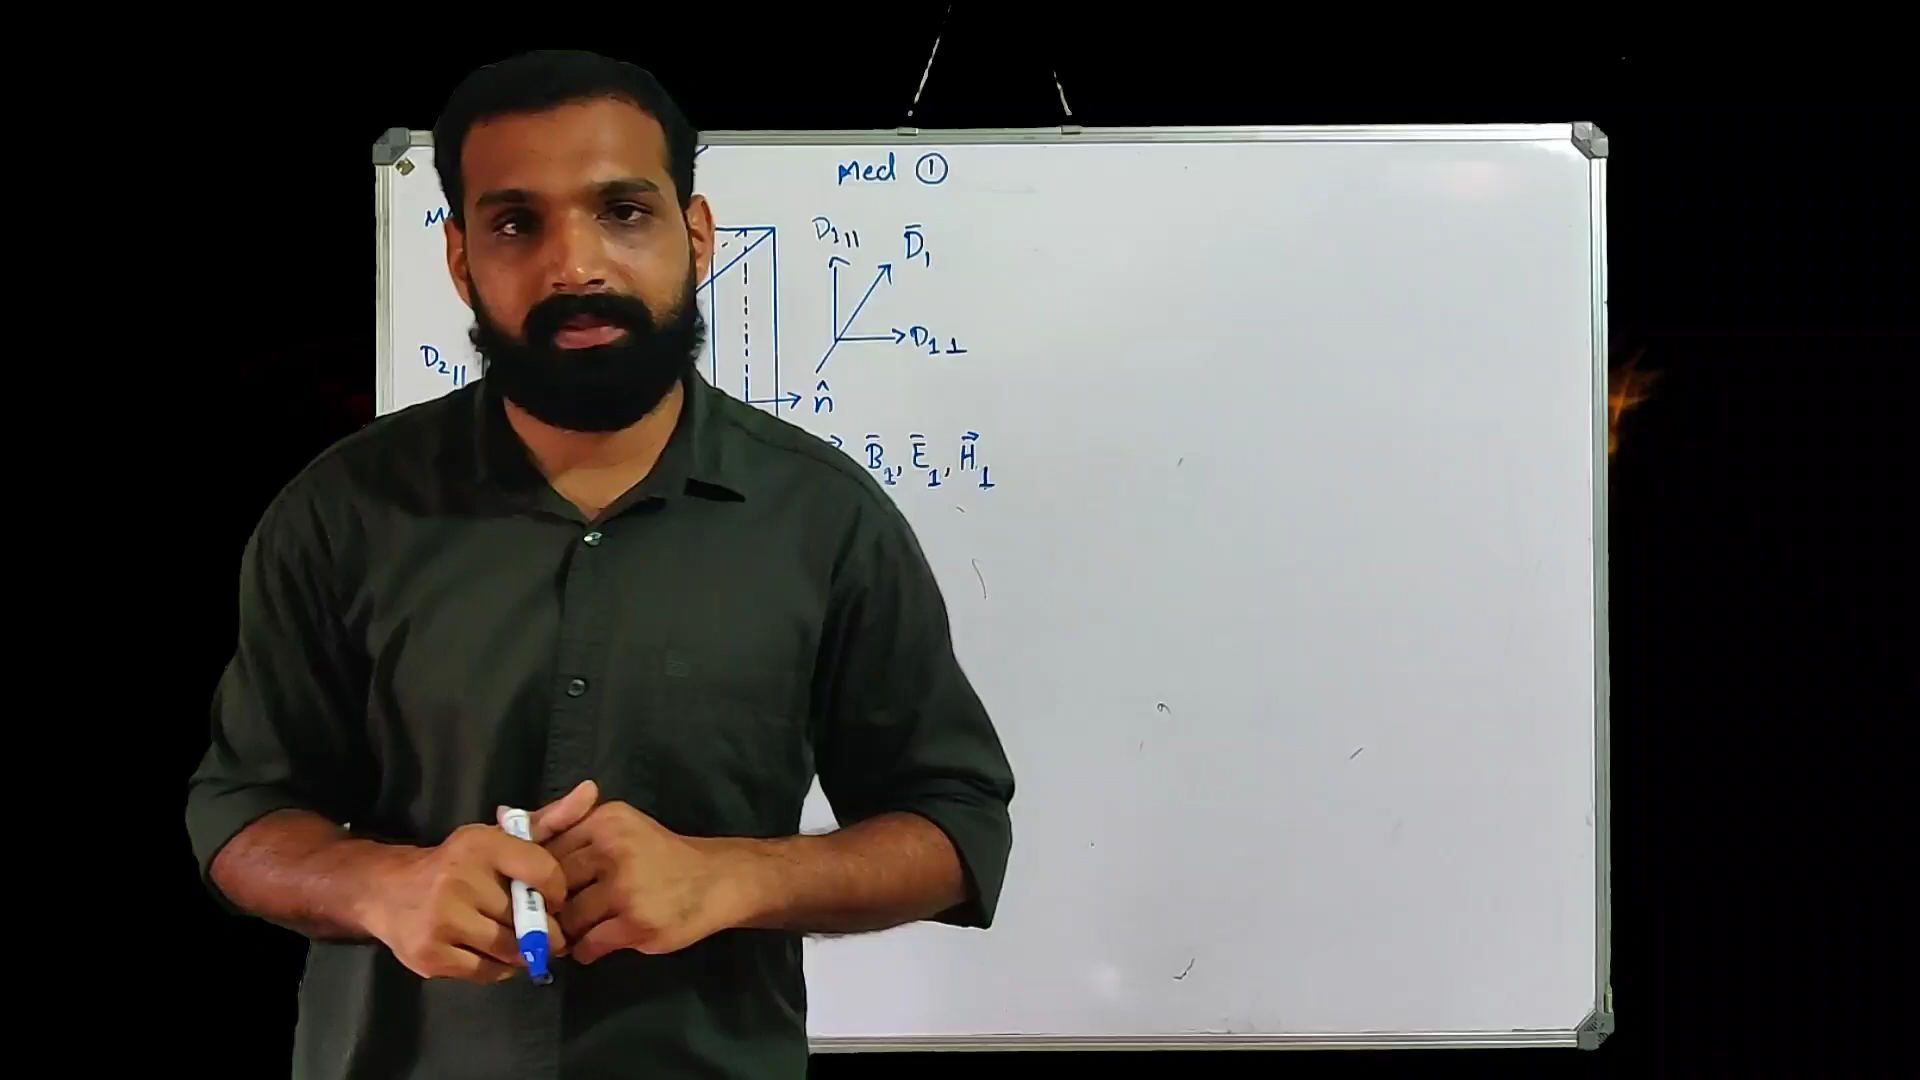 Med ①
D₁∥ D̄₁
D₂∥ D₁⊥
n̂
B̄₁, Ē₁, H⃗₁